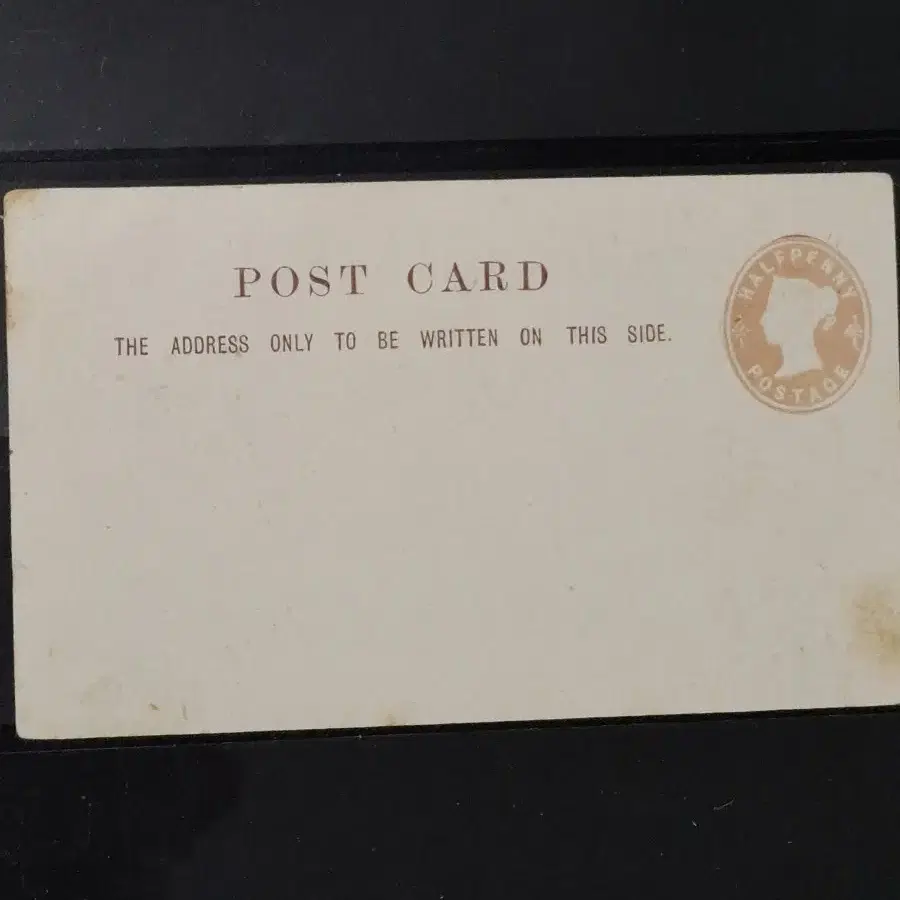 POST CARD
THE ADDRESS ONLY TO BE WRITTEN ON THIS SIDE.
HALFPENNY
POSTAGE